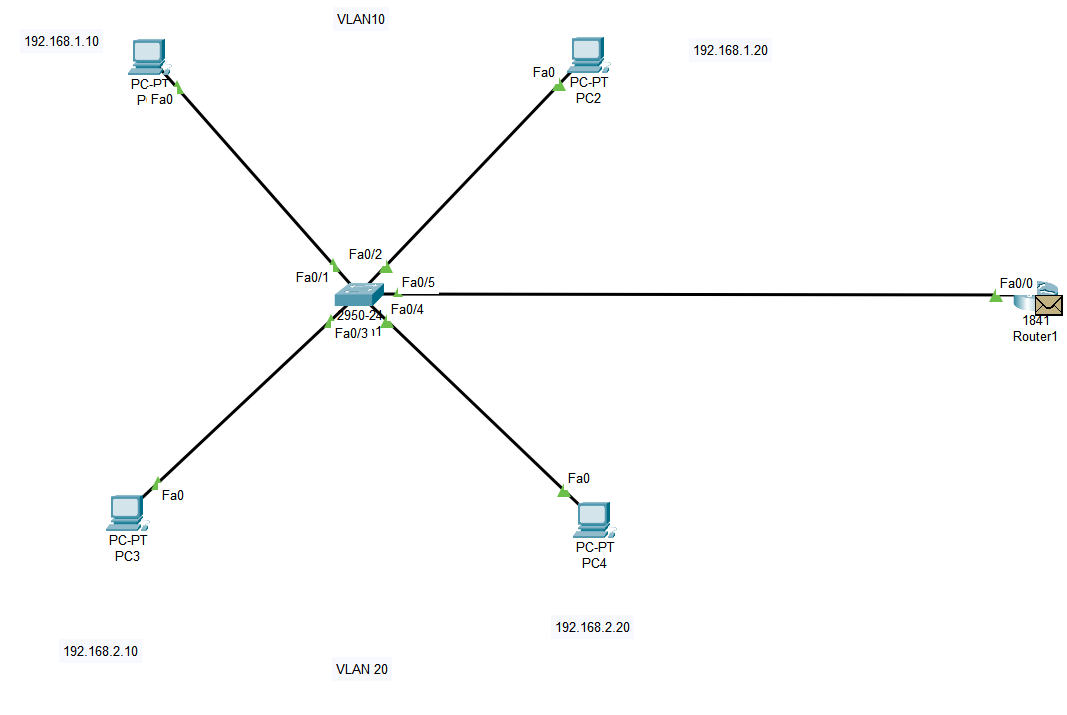 VLAN10
192.168.1.10
192.168.1.20
PC-PT
Fa0
Fa0
PC-PT
PC2
Fa0/2
Fa0/1
Fa0/5
Fa0/0
2950-24
Fa0/4
Fa0/3
1841
Router1
Fa0
PC-PT
PC3
Fa0
PC-PT
PC4
192.168.2.10
192.168.2.20
VLAN 20